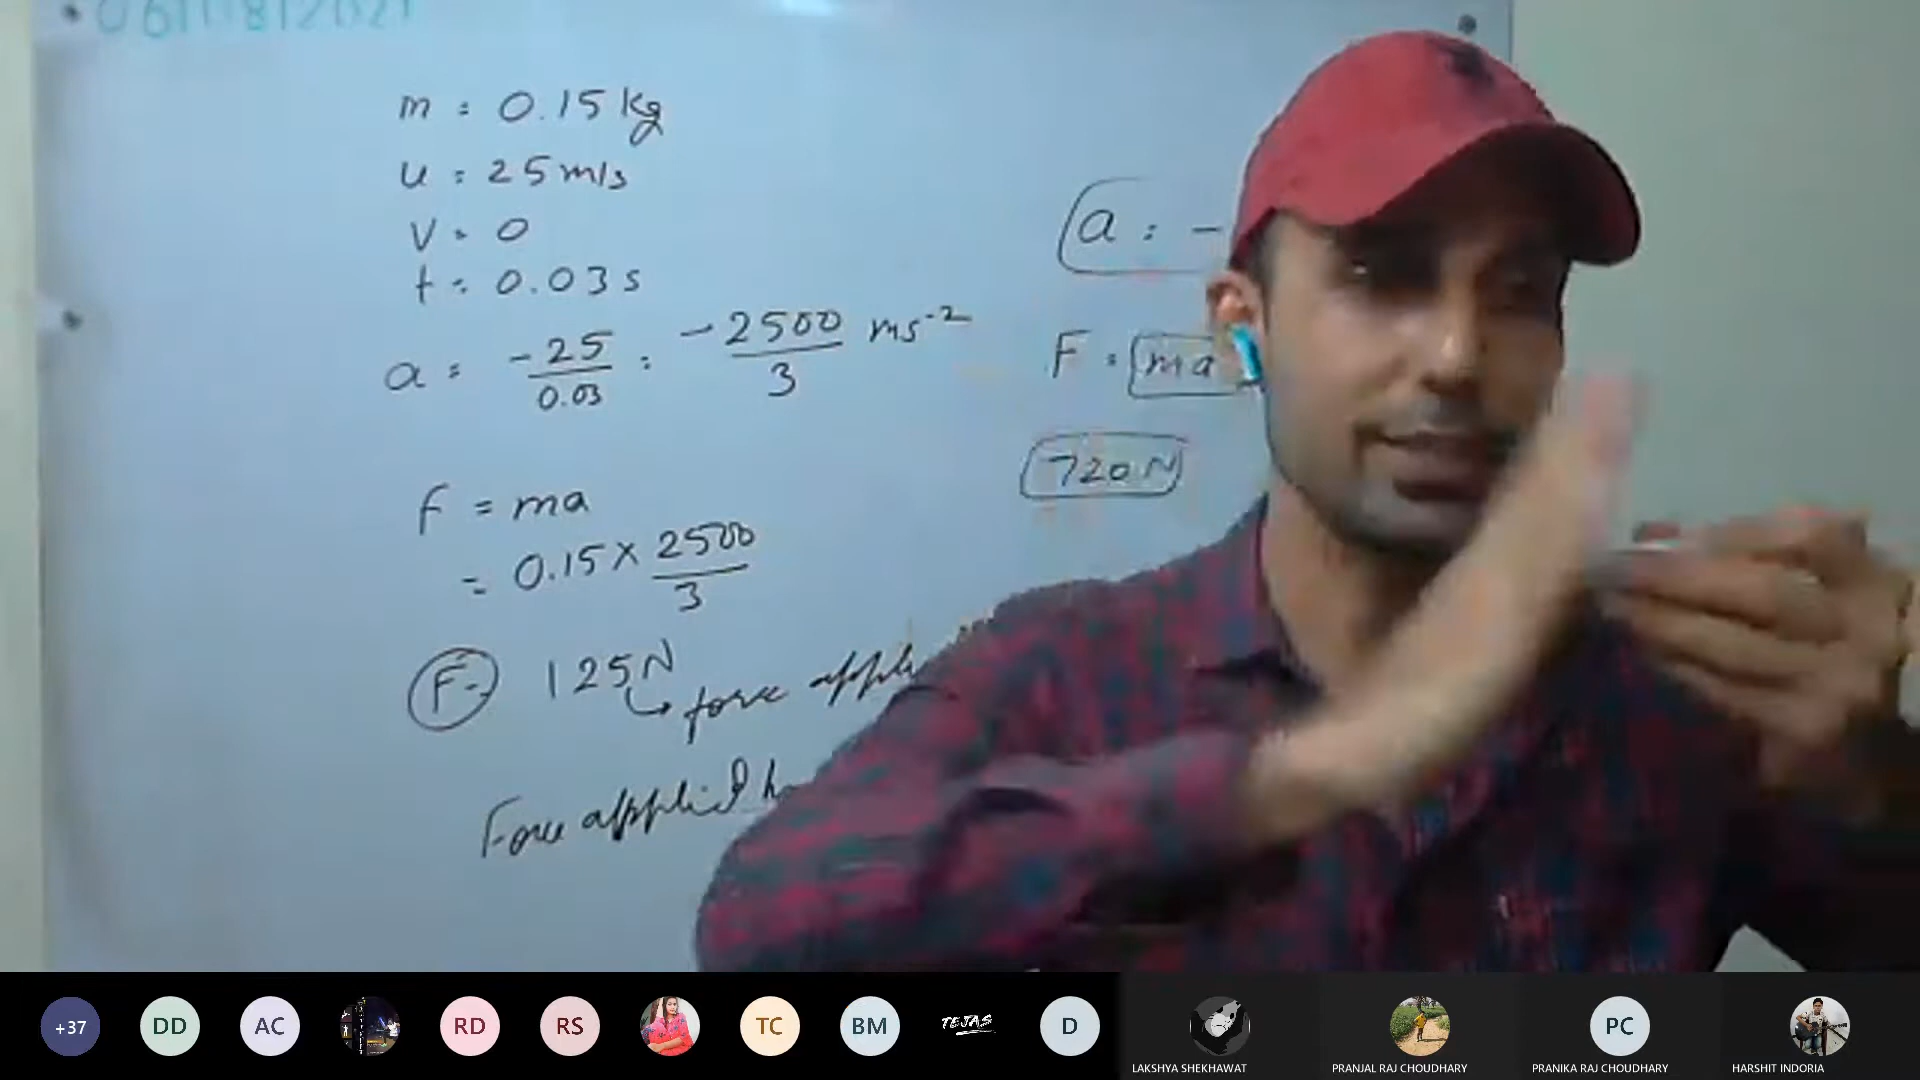 m = 0.15 kg
u = 25 m/s
v = 0
t = 0.03 s
a = -25/0.03 = -2500/3 ms⁻²
F = ma
= 0.15 × 2500/3
F = 125N
→ force
Force applied
a = -
F = ma
720 N
+37
DD
AC
RD
RS
TC
BM
TEJAS
D
LAKSHYA SHEKHAWAT
PRANJAL RAJ CHOUDHARY
PC
PRANIKA RAJ CHOUDHARY
HARSHIT INDORIA